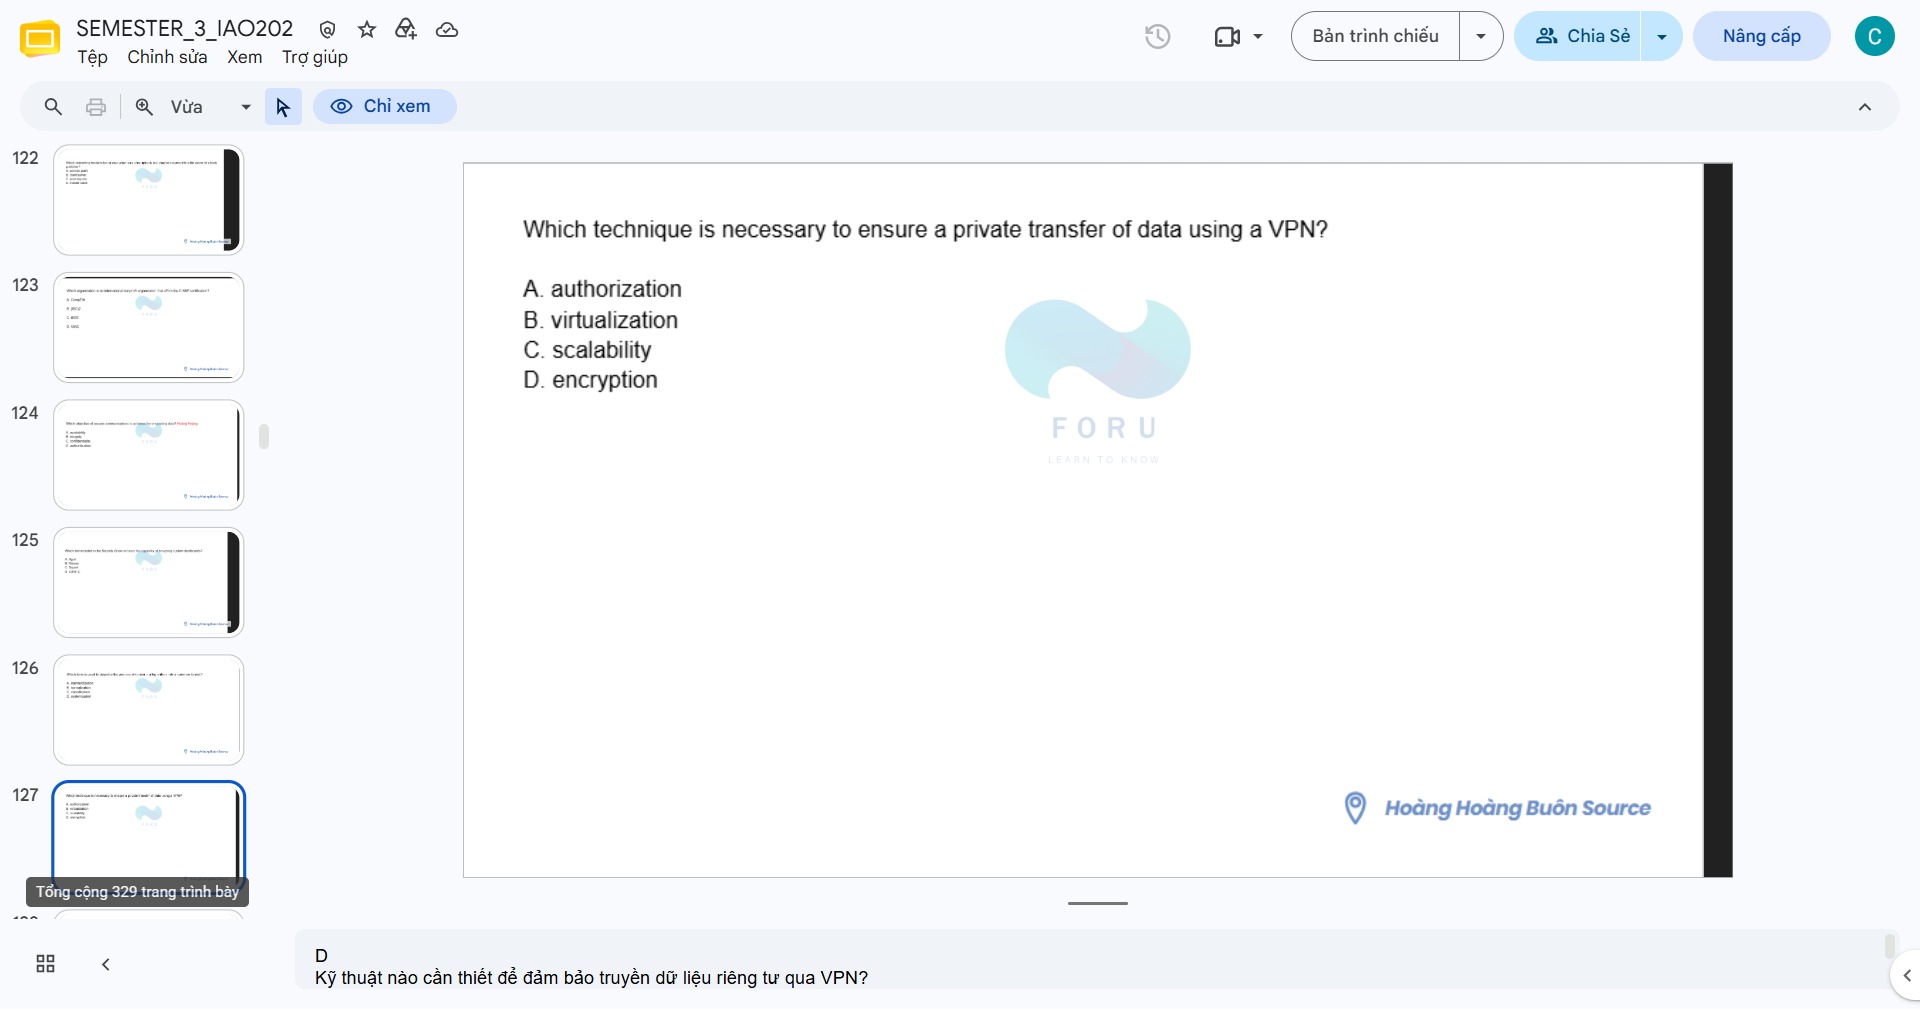 SEMESTER_3_IAO202
Tệp Chỉnh sửa Xem Trợ giúp
Bản trình chiếu
Chia Sẻ
Nâng cấp
C
Vừa
Chỉ xem
122
123
124
125
126
127
Tổng cộng 329 trang trình bày
Which technique is necessary to ensure a private transfer of data using a VPN?
A. authorization
B. virtualization
C. scalability
D. encryption
FORU
LEARN TO KNOW
Hoàng Hoàng Buôn Source
D
Kỹ thuật nào cần thiết để đảm bảo truyền dữ liệu riêng tư qua VPN?